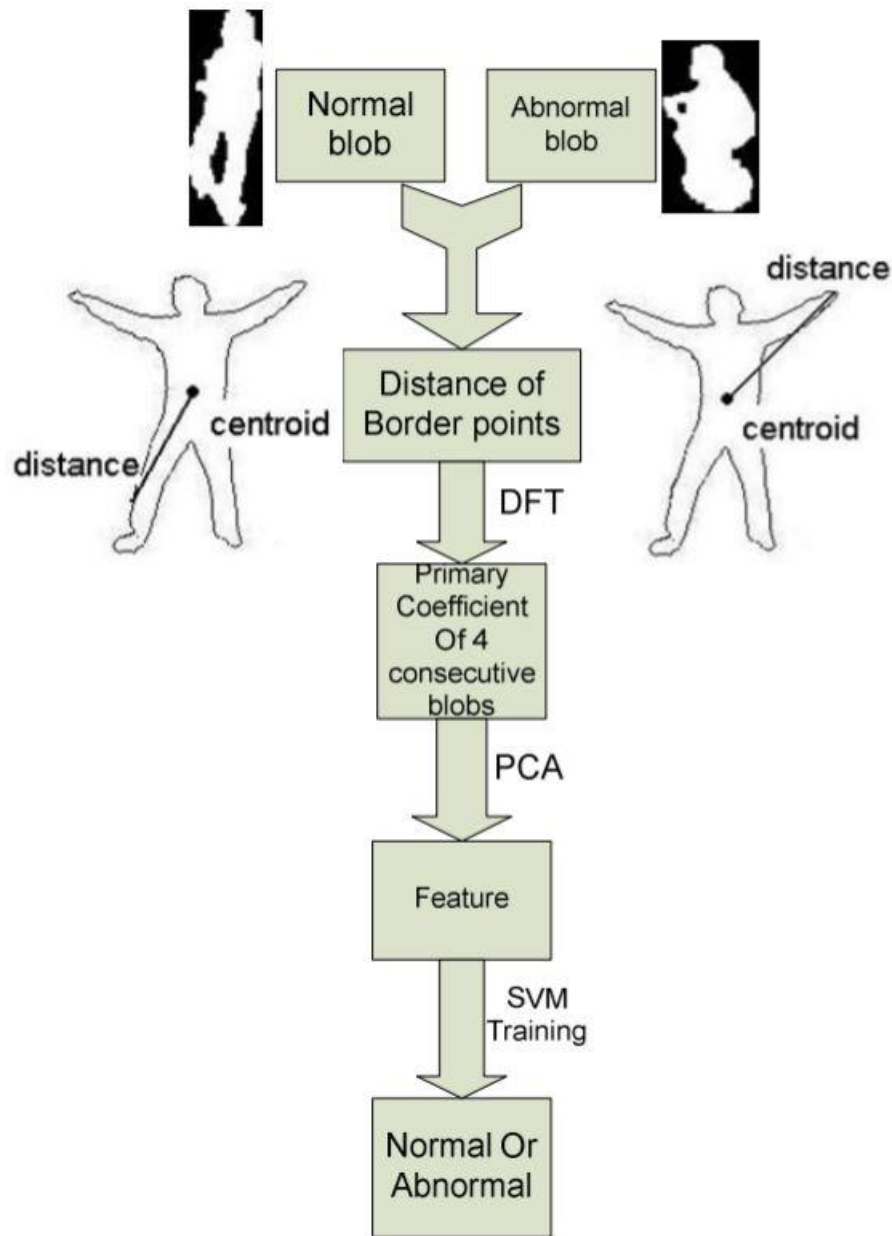 Normal
blob
Abnormal
blob
distance
Distance of
Border points
centroid
distance
centroid
DFT
Primary
Coefficient
Of 4
consecutive
blobs
PCA
Feature
SVM
Training
Normal Or
Abnormal